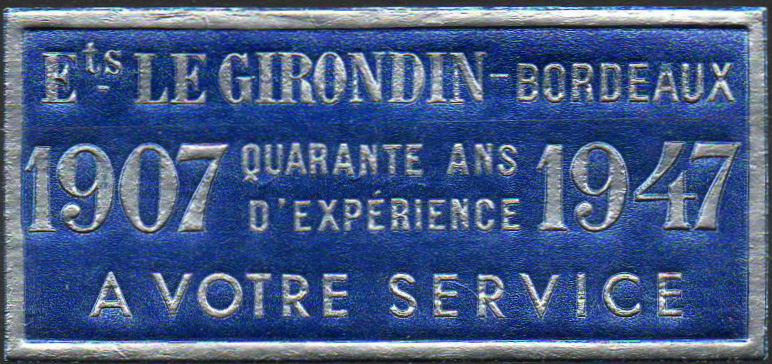 Ets LE GIRONDIN-BORDEAUX
1907 QUARANTE ANS D'EXPÉRIENCE 1947
A VOTRE SERVICE